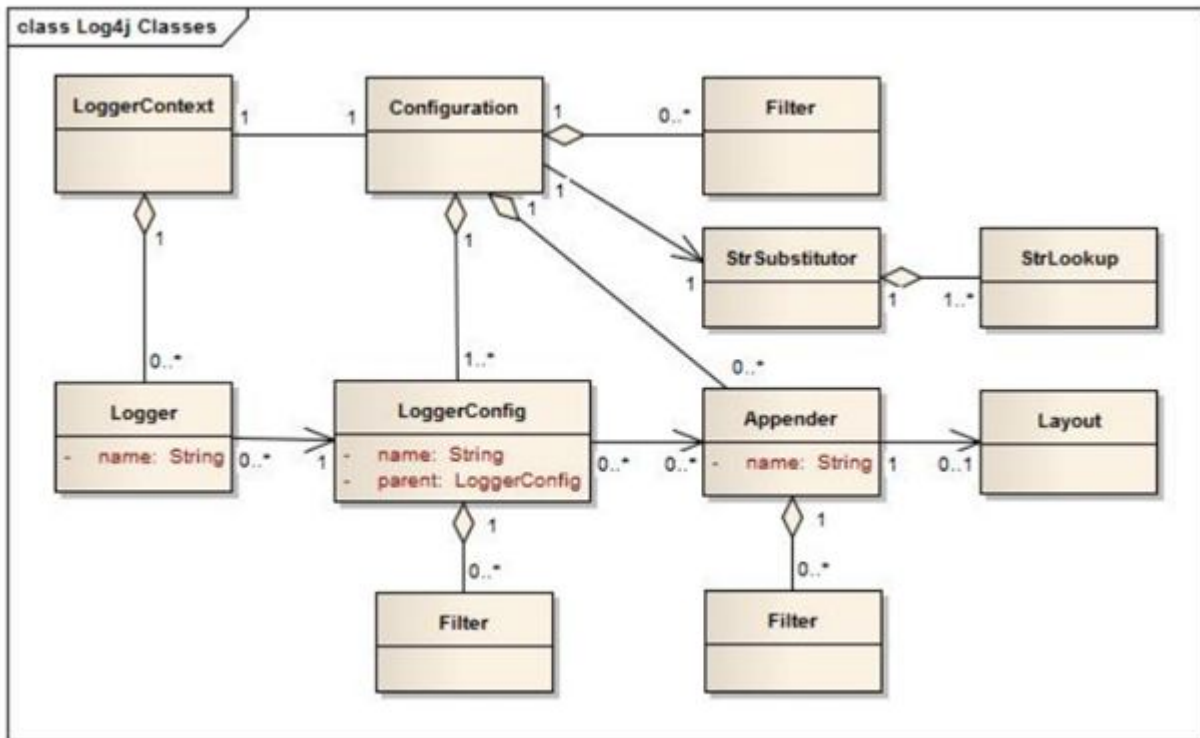 class Log4j Classes
LoggerContext
1
1
Configuration
1
0..*
Filter
1
1
1
1
1
StrSubstitutor
1
1..*
StrLookup
0..*
1..*
0..*
Logger
- name: String
0..*
1
LoggerConfig
- name: String
- parent: LoggerConfig
0..*
0..*
Appender
- name: String
1
0..1
Layout
1
0..*
Filter
1
0..*
Filter